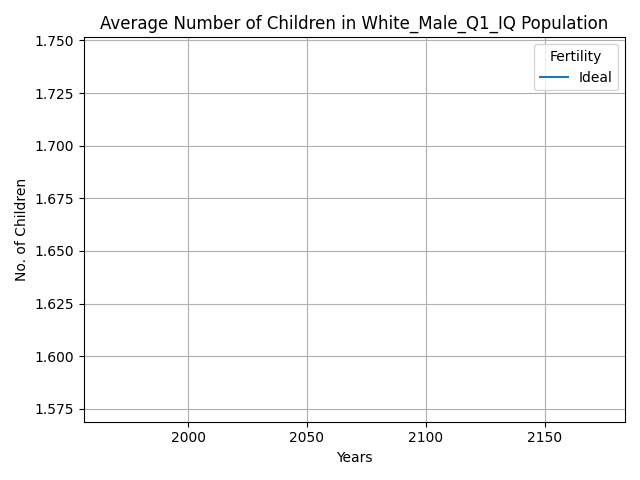 Average Number of Children in White_Male_Q1_IQ Population
Fertility
Ideal
No. of Children
1.750
1.725
1.700
1.675
1.650
1.625
1.600
1.575
2000 2050 2100 2150
Years